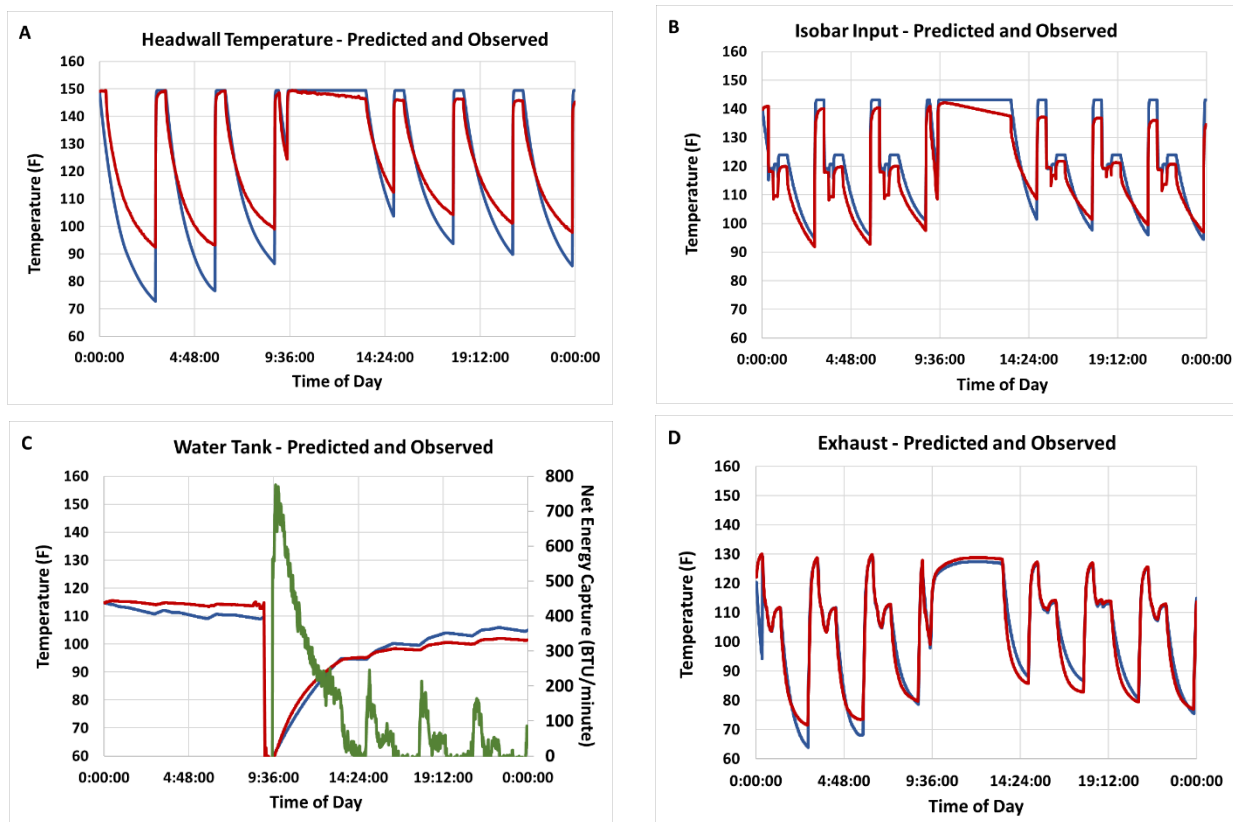 A
Headwall Temperature - Predicted and Observed
160
150
140
130
120
110
100
90
80
70
60
Temperature (F)
0:00:00 4:48:00 9:36:00 14:24:00 19:12:00 0:00:00
Time of Day
B
Isobar Input - Predicted and Observed
160
150
140
130
120
110
100
90
80
70
60
Temperature (F)
0:00:00 4:48:00 9:36:00 14:24:00 19:12:00 0:00:00
Time of Day
C
Water Tank - Predicted and Observed
160
150
140
130
120
110
100
90
80
70
60
Temperature (F)
800
700
600
500
400
300
200
100
0
Net Energy Capture (BTU/minute)
0:00:00 4:48:00 9:36:00 14:24:00 19:12:00 0:00:00
Time of Day
D
Exhaust - Predicted and Observed
160
150
140
130
120
110
100
90
80
70
60
Temperature (F)
0:00:00 4:48:00 9:36:00 14:24:00 19:12:00 0:00:00
Time of Day